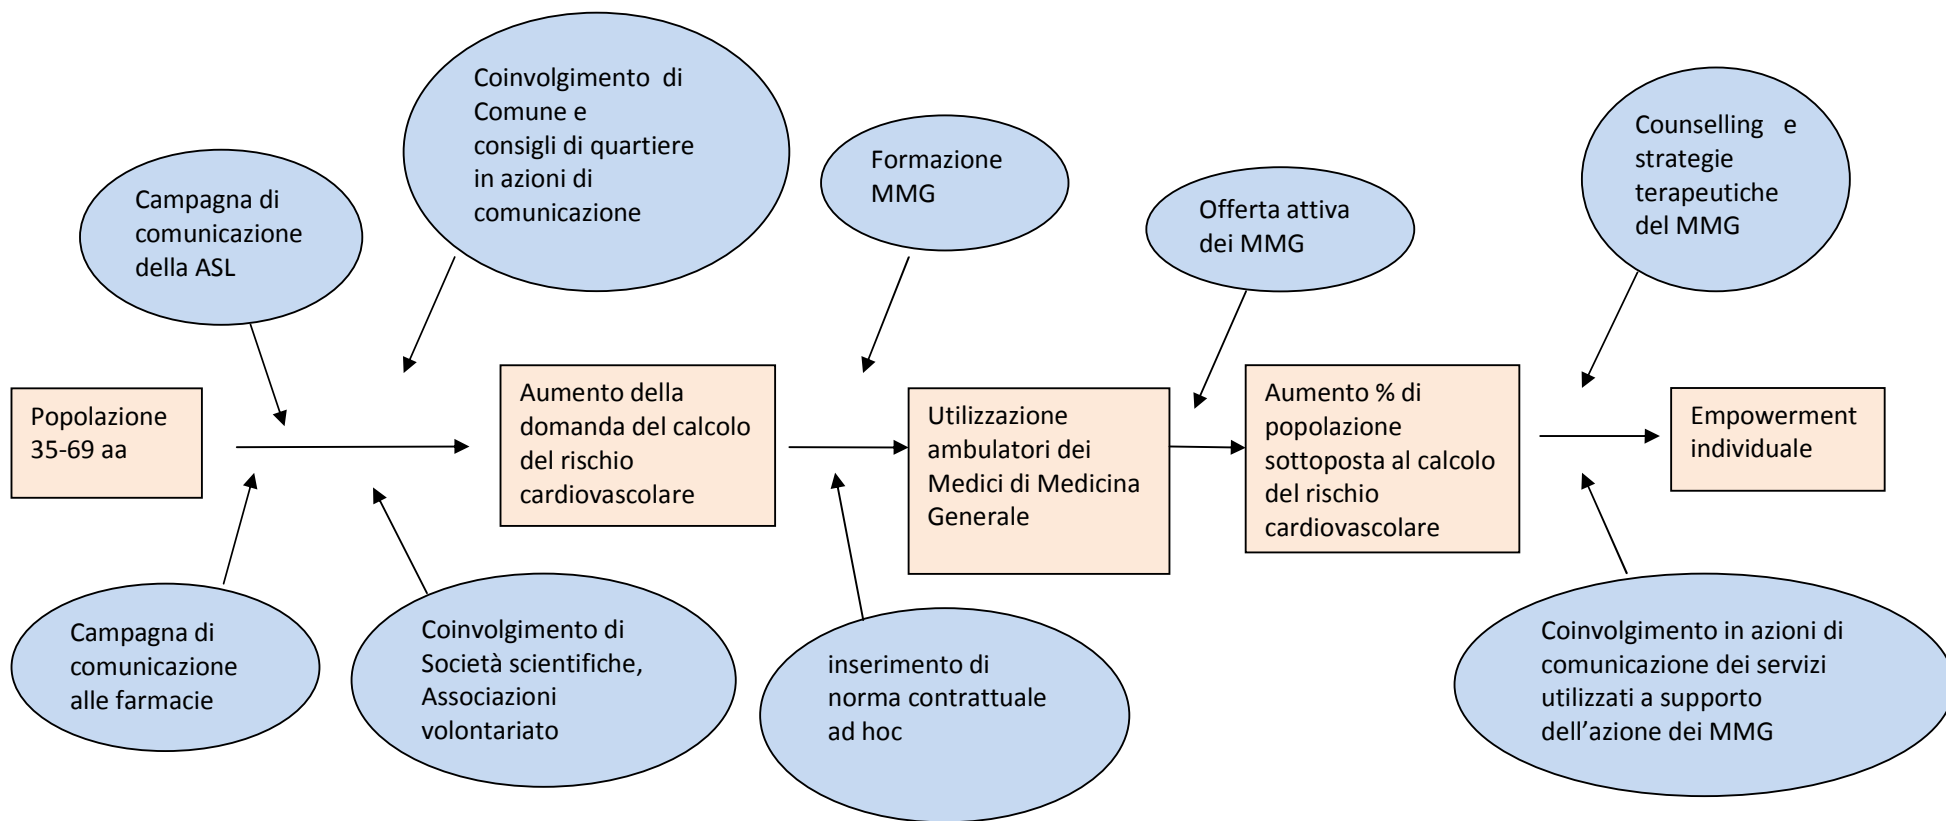 Coinvolgimento di
Comune e
consigli di quartiere
in azioni di
comunicazione
Counselling e
strategie
terapeutiche
del MMG
Formazione
MMG
Campagna di
comunicazione
della ASL
Offerta attiva
dei MMG
Popolazione
35-69 aa
Aumento della
domanda del calcolo
del rischio
cardiovascolare
Utilizzazione
ambulatori dei
Medici di Medicina
Generale
Aumento % di
popolazione
sottoposta al calcolo
del rischio
cardiovascolare
Empowerment
individuale
Campagna di
comunicazione
alle farmacie
Coinvolgimento di
Società scientifiche,
Associazioni
volontariato
inserimento di
norma contrattuale
ad hoc
Coinvolgimento in azioni di
comunicazione dei servizi
utilizzati a supporto
dell’azione dei MMG